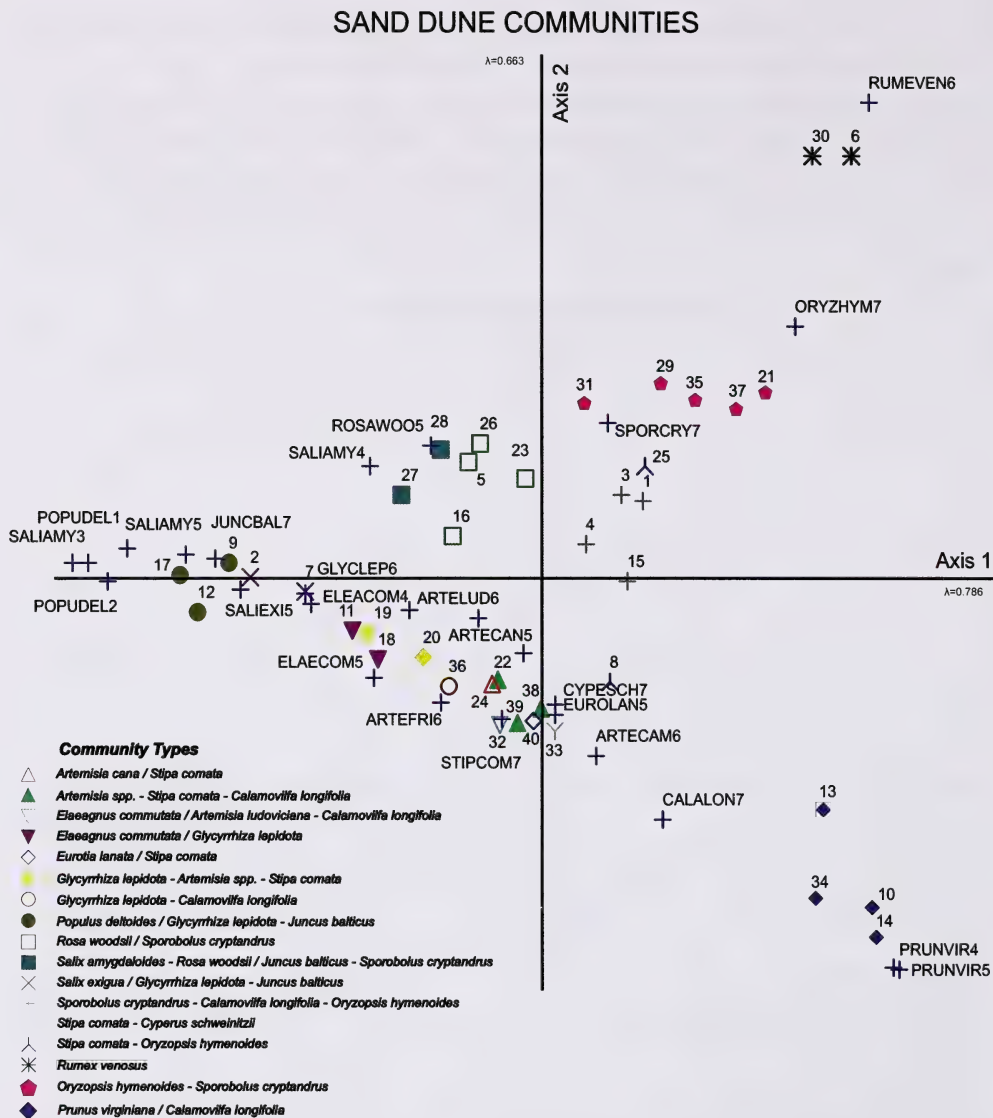 SAND DUNE COMMUNITIES
λ=0.663
Axis 2
RUMEVEN6
30 6
ORYZHYM7
29
31 35 37 21
ROSAWOO5 28 26
SPORCRY7
SALIAMY4 27 5 23 25
3 1
16
4
POPUDEL1 SALIAMY5 JUNCBAL7
SALIAMY3 9 2
17 7 GLYCLEP6 15 Axis 1
λ=0.786
POPUDEL2 12 SALIEXI5 ELEACOM4 ARTELUD6
11 19
18 20 ARTECAN5
ELAECOM5 36 22 8
24 38 CYPESCH7
ARTEFRI6 39 EUROLAN5
32 40 33 ARTECAM6
STIPCOM7
CALALON7 13
34 10
14
PRUNVIR4
PRUNVIR5
Community Types
Artemisia cana / Stipa comata
Artemisia spp. - Stipa comata - Calamovilfa longifolia
Elaeagnus commutata / Artemisia ludoviciana - Calamovilfa longifolia
Elaeagnus commutata / Glycyrrhiza lepidota
Eurotia lanata / Stipa comata
Glycyrrhiza lepidota - Artemisia spp. - Stipa comata
Glycyrrhiza lepidota - Calamovilfa longifolia
Populus deltoides / Glycyrrhiza lepidota - Juncus balticus
Rosa woodsii / Sporobolus cryptandrus
Salix amygdaloides - Rosa woodsii / Juncus balticus - Sporobolus cryptandrus
Salix exigua / Glycyrrhiza lepidota - Juncus balticus
Sporobolus cryptandrus - Calamovilfa longifolia - Oryzopsis hymenoides
Stipa comata - Cyperus schweinitzii
Stipa comata - Oryzopsis hymenoides
Rumex venosus
Oryzopsis hymenoides - Sporobolus cryptandrus
Prunus virginiana / Calamovilfa longifolia